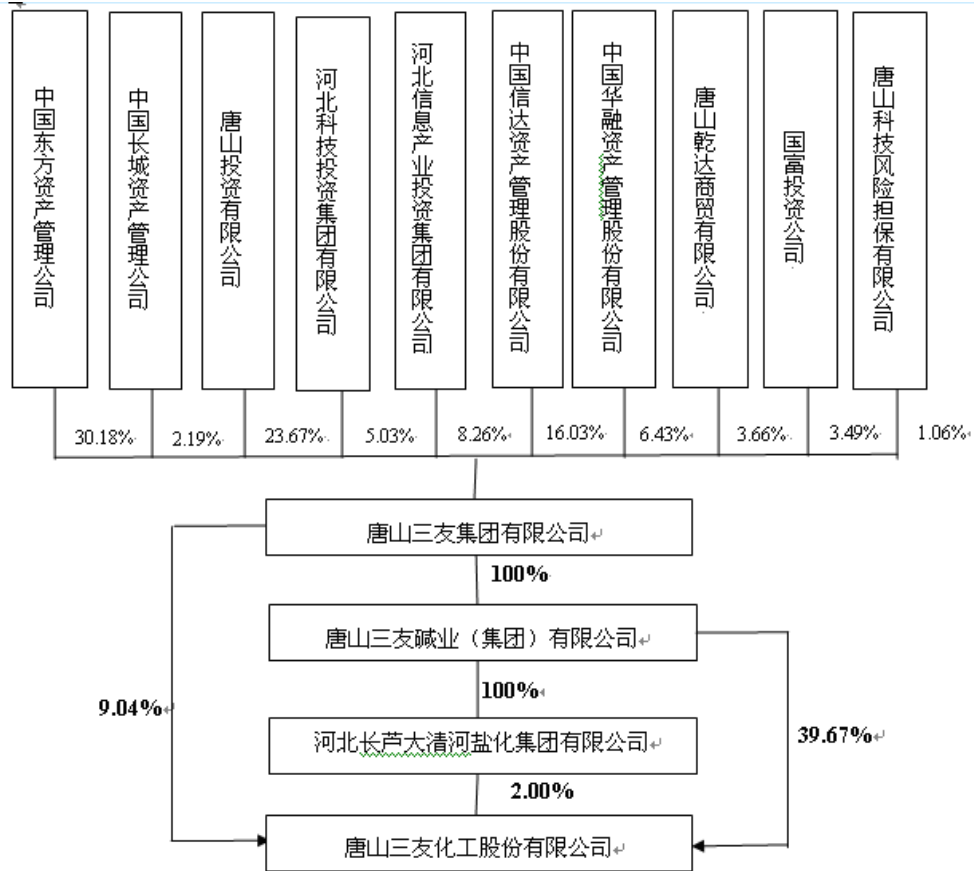 中国东方资产管理公司
中国长城资产管理公司
唐山投资有限公司
河北科技投资集团有限公司
河北信息产业投资集团有限公司
中国信达资产管理股份有限公司
中国华融资产管理股份有限公司
唐山乾达商贸有限公司
国富投资公司
唐山科技风险担保有限公司
30.18%
2.19%
23.67%
5.03%
8.26%
16.03%
6.43%
3.66%
3.49%
1.06%
唐山三友集团有限公司
100%
唐山三友碱业（集团）有限公司
100%
9.04%
39.67%
河北长芦大清河盐化集团有限公司
2.00%
唐山三友化工股份有限公司